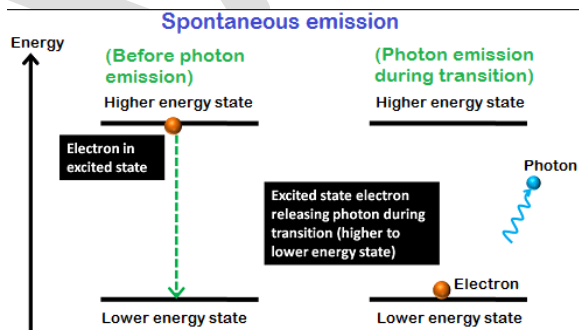 Spontaneous emission
Energy
(Before photon
emission)
(Photon emission
during transition)
Higher energy state
Higher energy state
Electron in
excited state
Photon
Excited state electron
releasing photon during
transition (higher to
lower energy state)
Electron
Lower energy state
Lower energy state